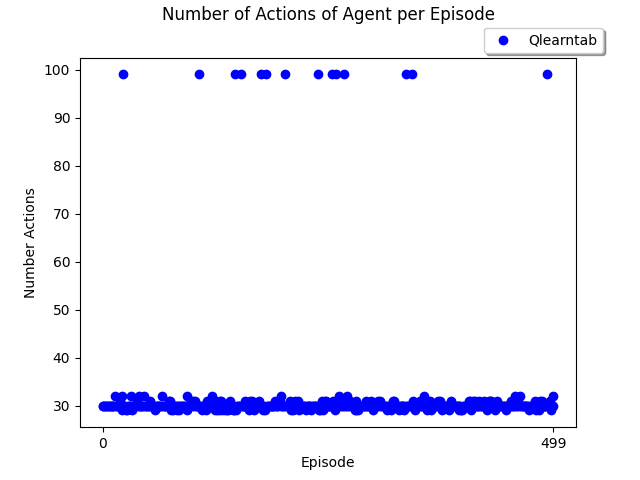 Number of Actions of Agent per Episode
Qlearntab
100
90
80
70
60
50
40
30
Number Actions
0
499
Episode